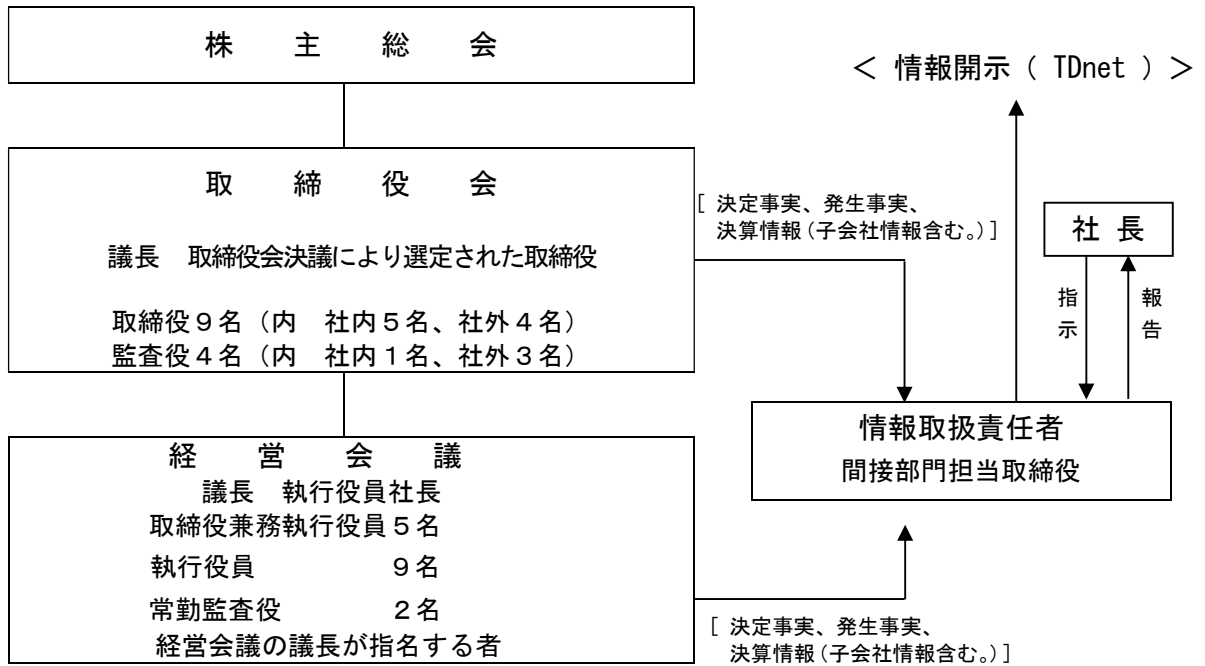 株 主 総 会
＜ 情報開示（ TDnet ）＞
取 締 役 会
議長 取締役会決議により選定された取締役
取締役９名（内 社内５名、社外４名）
監査役４名（内 社内１名、社外３名）
[ 決定事実、発生事実、
決算情報（子会社情報含む。）]
社 長
指示
報告
情報取扱責任者
間接部門担当取締役
経 営 会 議
議長 執行役員社長
取締役兼務執行役員５名
執行役員 ９名
常勤監査役 ２名
経営会議の議長が指名する者
[ 決定事実、発生事実、
決算情報（子会社情報含む。）]